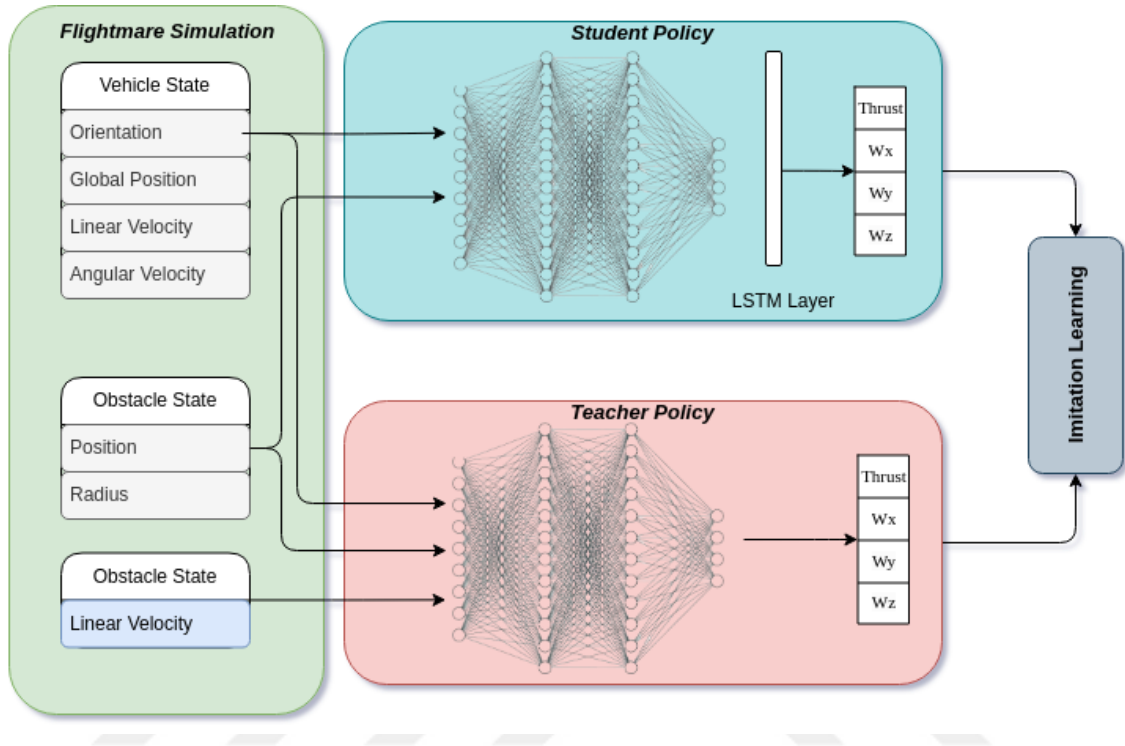 Flightmare Simulation
Vehicle State
Orientation
Global Position
Linear Velocity
Angular Velocity
Obstacle State
Position
Radius
Obstacle State
Linear Velocity
Student Policy
Thrust
Wx
Wy
Wz
LSTM Layer
Teacher Policy
Thrust
Wx
Wy
Wz
Imitation Learning